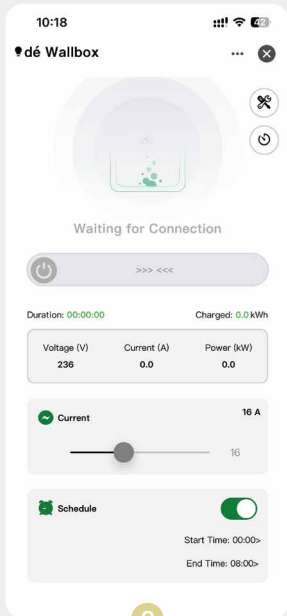 10:18
42
dé Wallbox
Waiting for Connection
>>> <<<
Duration: 00:00:00 Charged: 0.0 kWh
Voltage (V) Current (A) Power (kW)
236 0.0 0.0
Current 16 A
16
Schedule
Start Time: 00:00>
End Time: 08:00>